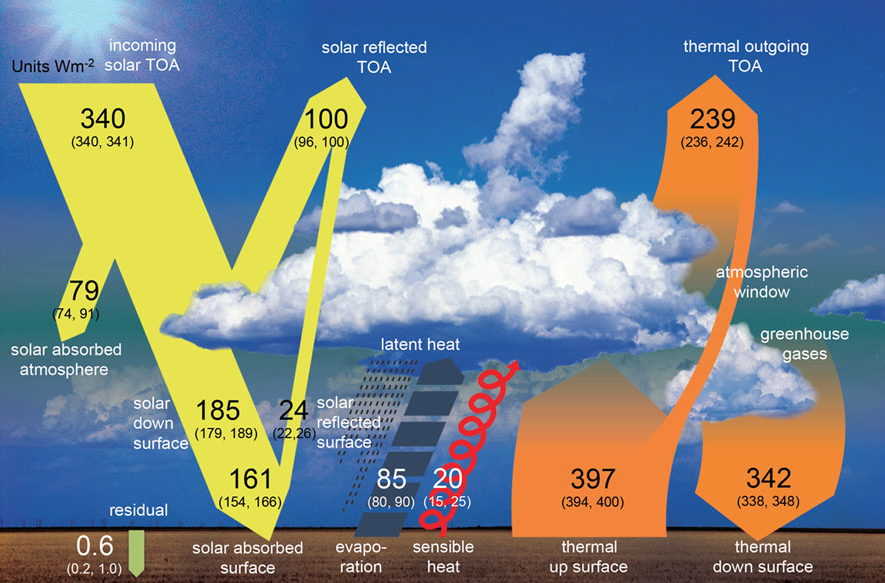 incoming
solar TOA
Units Wm-2
solar reflected
TOA
thermal outgoing
TOA
340
(340, 341)
100
(96, 100)
239
(236, 242)
79
(74, 91)
solar absorbed
atmosphere
atmospheric
window
greenhouse
gases
latent heat
solar
down
surface
185
(179, 189)
24
(22,26)
solar
reflected
surface
161
(154, 166)
85
(80, 90)
20
(15, 25)
397
(394, 400)
342
(338, 348)
residual
0.6
(0.2, 1.0)
solar absorbed
surface
evapo-
ration
sensible
heat
thermal
up surface
thermal
down surface